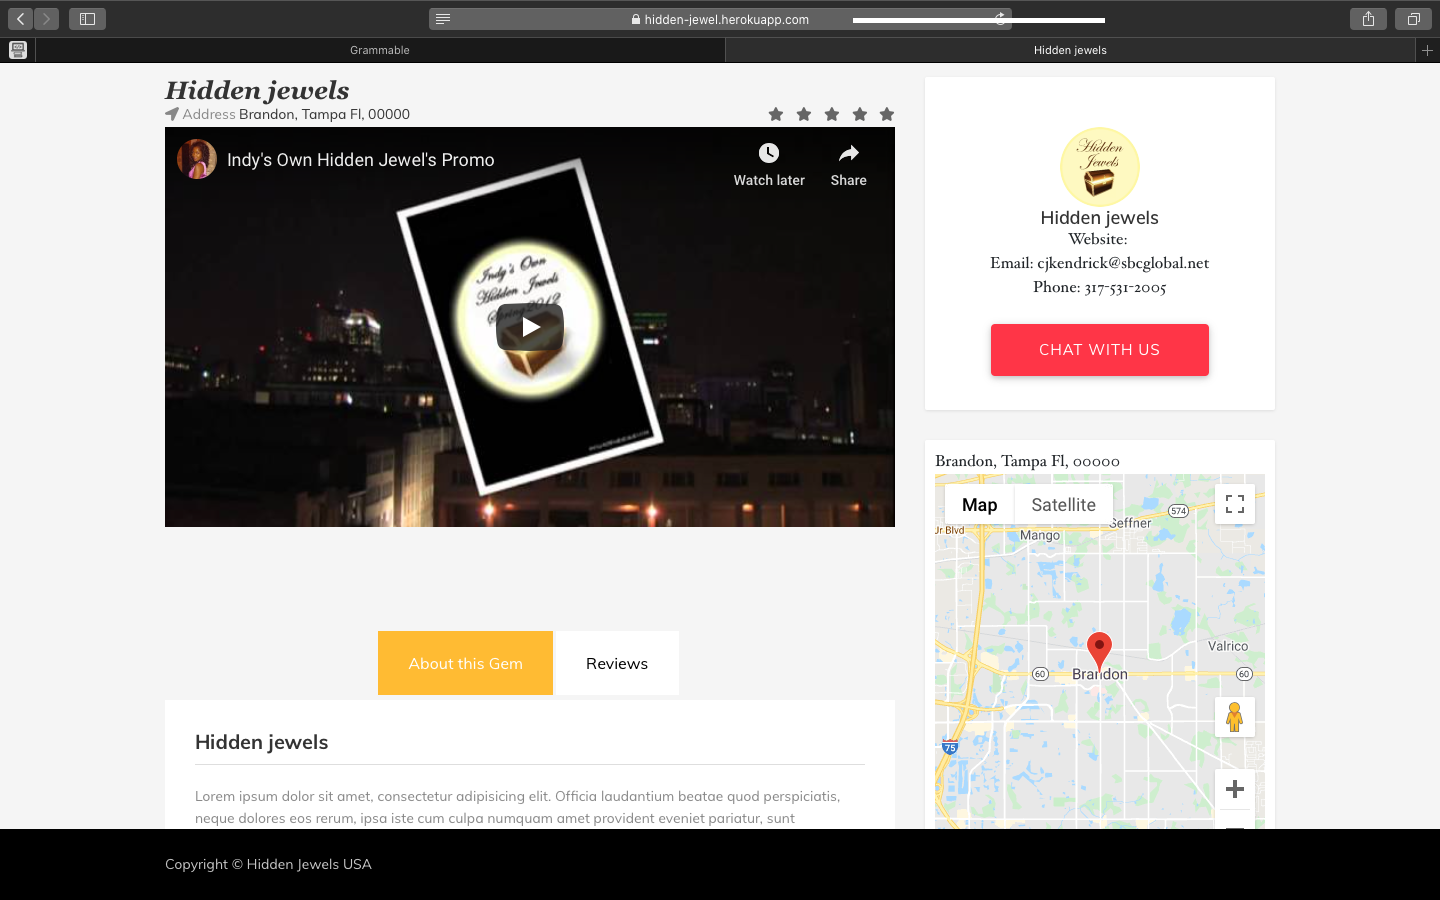 hidden-jewel.herokuapp.com
Grammable
Hidden jewels
Hidden jewels
Address Brandon, Tampa Fl, 00000
Indy's Own Hidden Jewel's Promo
Watch later
Share
Indy's Own
Hidden Jewels
Spring 2012
About this Gem
Reviews
Hidden jewels
Lorem ipsum dolor sit amet, consectetur adipisicing elit. Officia laudantium beatae quod perspiciatis,
neque dolores eos rerum, ipsa iste cum culpa numquam amet provident eveniet pariatur, sunt
Hidden
Jewels
Hidden jewels
Website:
Email: cjkendrick@sbcglobal.net
Phone: 317-531-2005
CHAT WITH US
Brandon, Tampa Fl, 00000
Map
Satellite
574
Seffner
Jr Blvd
Mango
Valrico
60
Brandon
60
75
Copyright © Hidden Jewels USA